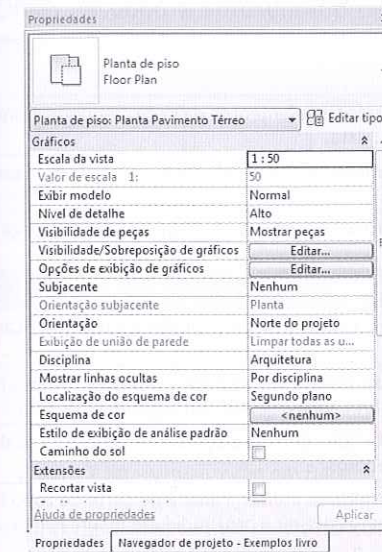 Propriedades
Planta de piso
Floor Plan
Planta de piso: Planta Pavimento Térreo Editar tipo
Gráficos
Escala da vista 1 : 50
Valor de escala 1: 50
Exibir modelo Normal
Nível de detalhe Alto
Visibilidade de peças Mostrar peças
Visibilidade/Sobreposição de gráficos Editar...
Opções de exibição de gráficos Editar...
Subjacente Nenhum
Orientação subjacente Planta
Orientação Norte do projeto
Exibição de união de parede Limpar todas as u...
Disciplina Arquitetura
Mostrar linhas ocultas Por disciplina
Localização do esquema de cor Segundo plano
Esquema de cor <nenhum>
Estilo de exibição de análise padrão Nenhum
Caminho do sol
Extensões
Recortar vista
Ajuda de propriedades Aplicar
Propriedades Navegador de projeto - Exemplos livro